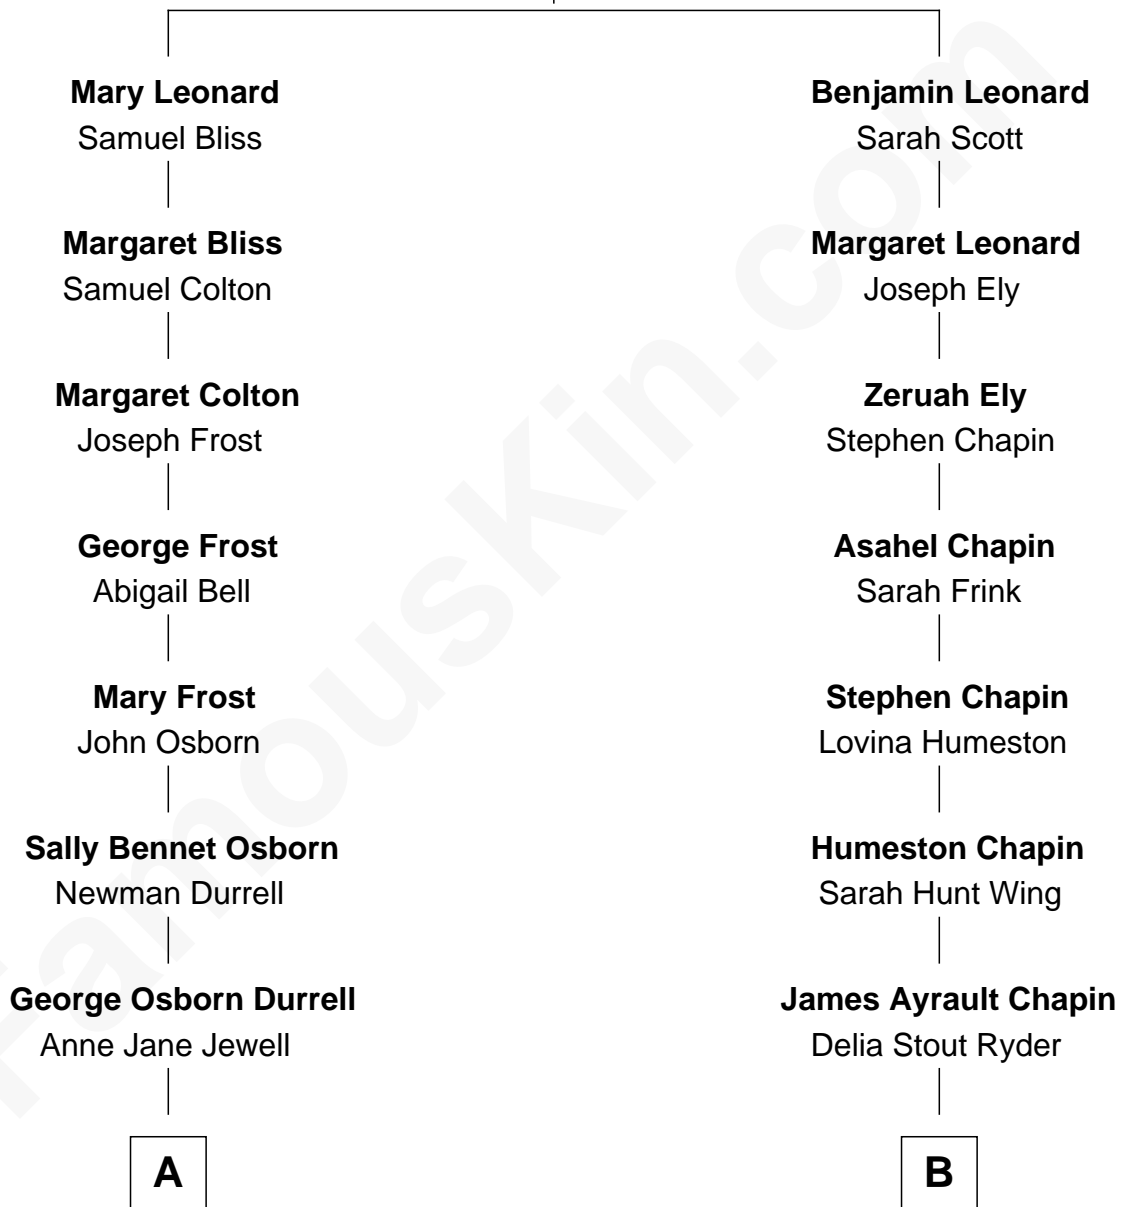 Mary Leonard
Samuel Bliss
Margaret Bliss
Samuel Colton
Margaret Colton
Joseph Frost
George Frost
Abigail Bell
Mary Frost
John Osborn
Sally Bennet Osborn
Newman Durrell
George Osborn Durrell
Anne Jane Jewell
A
Benjamin Leonard
Sarah Scott
Margaret Leonard
Joseph Ely
Zeruah Ely
Stephen Chapin
Asahel Chapin
Sarah Frink
Stephen Chapin
Lovina Humeston
Humeston Chapin
Sarah Hunt Wing
James Ayrault Chapin
Delia Stout Ryder
B
FamousKin.com